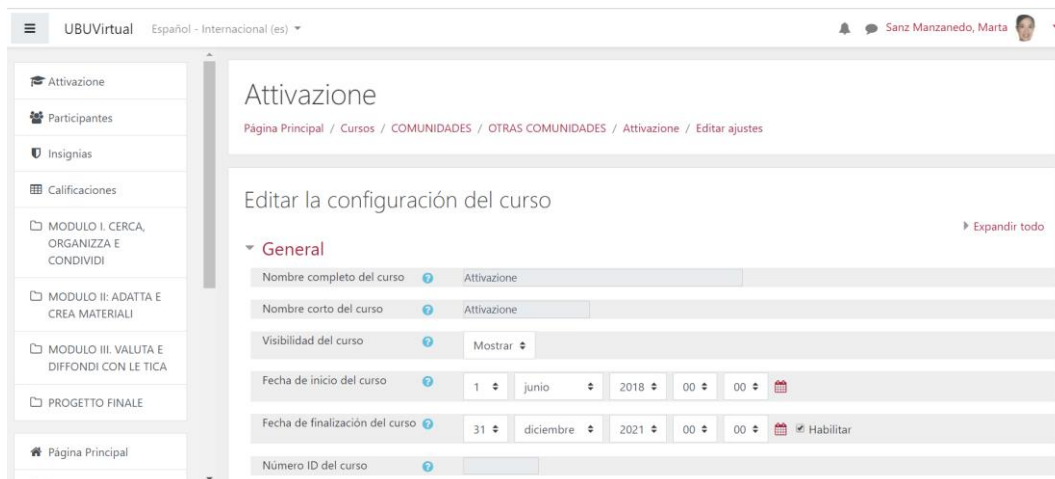 UBUVirtual Español - Internacional (es)
Sanz Manzanedo, Marta
Attivazione
Participantes
Insignias
Calificaciones
MODULO I. CERCA,
ORGANIZZA E
CONDIVIDI
MODULO II: ADATTA E
CREA MATERIALI
MODULO III. VALUTA E
DIFFONDI CON LE TICA
PROGETTO FINALE
Página Principal
Attivazione
Página Principal / Cursos / COMUNIDADES / OTRAS COMUNIDADES / Attivazione / Editar ajustes
Editar la configuración del curso
Expandir todo
General
Nombre completo del curso Attivazione
Nombre corto del curso Attivazione
Visibilidad del curso Mostrar
Fecha de inicio del curso 1 junio 2018 00 00
Fecha de finalización del curso 31 diciembre 2021 00 00 Habilitar
Número ID del curso